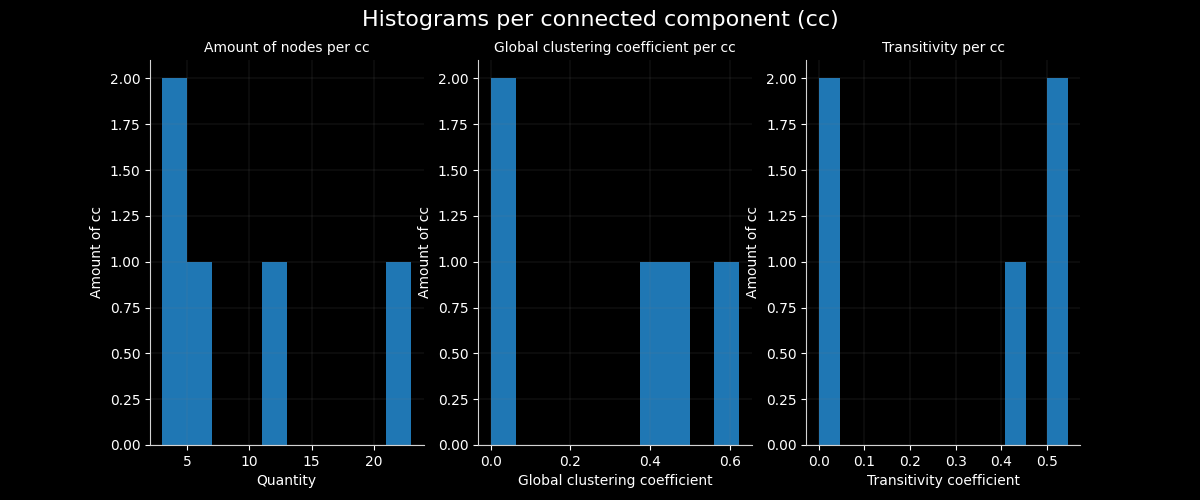 Histograms per connected component (cc)
Amount of nodes per cc
Global clustering coefficient per cc
Transitivity per cc
2.00
1.75
1.50
1.25
1.00
0.75
0.50
0.25
0.00
Amount of cc
5 10 15 20
Quantity
2.00
1.75
1.50
1.25
1.00
0.75
0.50
0.25
0.00
Amount of cc
0.0 0.2 0.4 0.6
Global clustering coefficient
2.00
1.75
1.50
1.25
1.00
0.75
0.50
0.25
0.00
Amount of cc
0.0 0.1 0.2 0.3 0.4 0.5
Transitivity coefficient